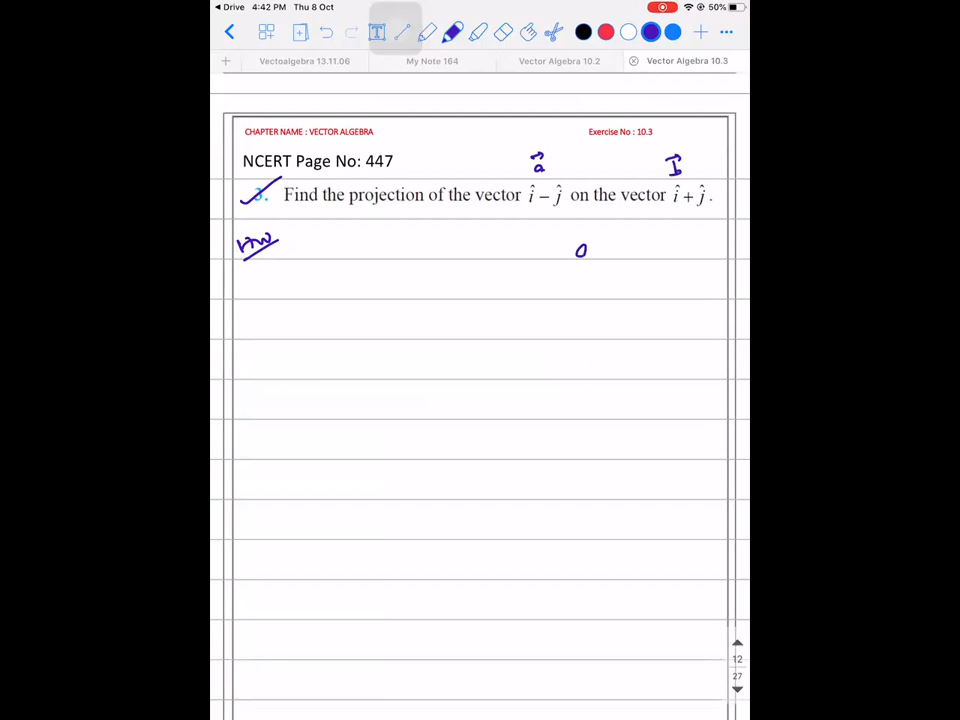 Drive 4:42 PM Thu 8 Oct 50%
Vectoalgebra 13.11.06 My Note 164 Vector Algebra 10.2 Vector Algebra 10.3
CHAPTER NAME : VECTOR ALGEBRA Exercise No : 10.3
NCERT Page No: 447
a⃗ b⃗
3. Find the projection of the vector î − ĵ on the vector î + ĵ .
HW
0
12
27